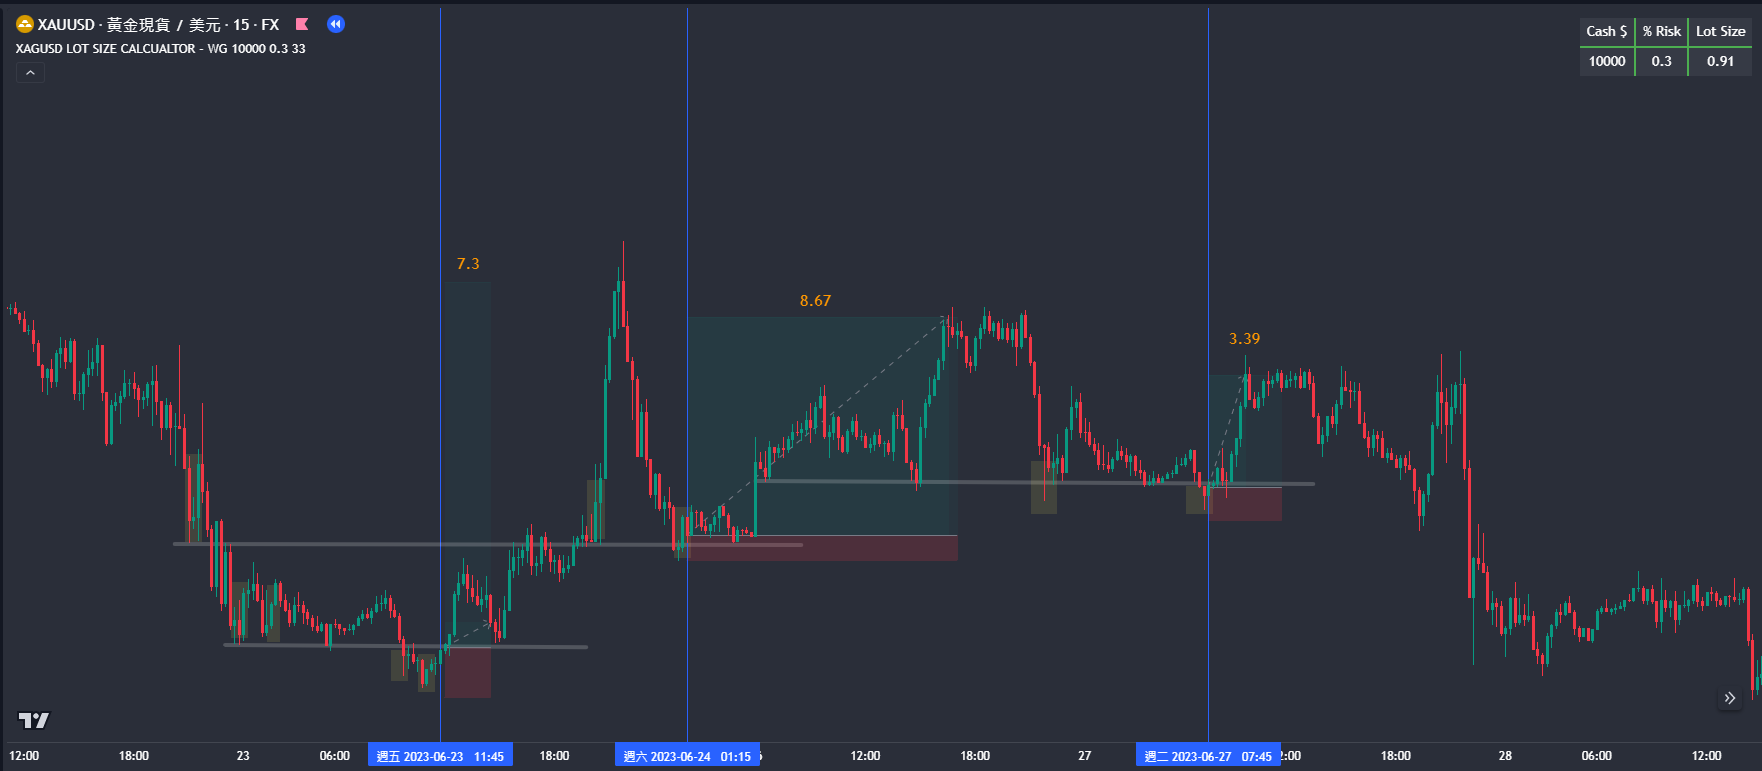 XAUUSD · 黃金現貨 / 美元 · 15 · FX
XAGUSD LOT SIZE CALCUALTOR - WG 10000 0.3 33
Cash $ % Risk Lot Size
10000 0.3 0.91
7.3
8.67
3.39
12:00 18:00 23 06:00 週五 2023-06-23 11:45 18:00 週六 2023-06-24 01:15 12:00 18:00 27 週二 2023-06-27 07:45 2:00 18:00 28 06:00 12:00